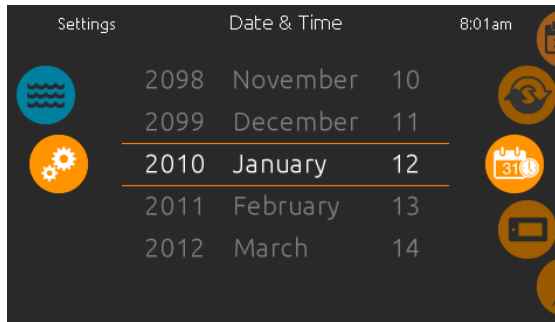 Settings Date & Time 8:01am
2098 November 10
2099 December 11
2010 January 12
31
2011 February 13
2012 March 14